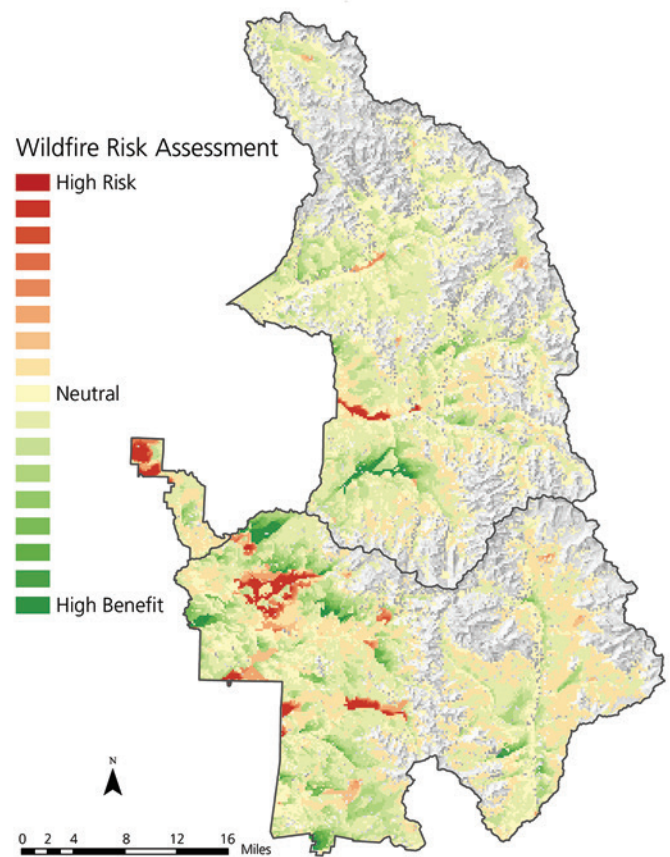 Wildfire Risk Assessment
High Risk
Neutral
High Benefit
N
0 2 4 8 12 16
Miles